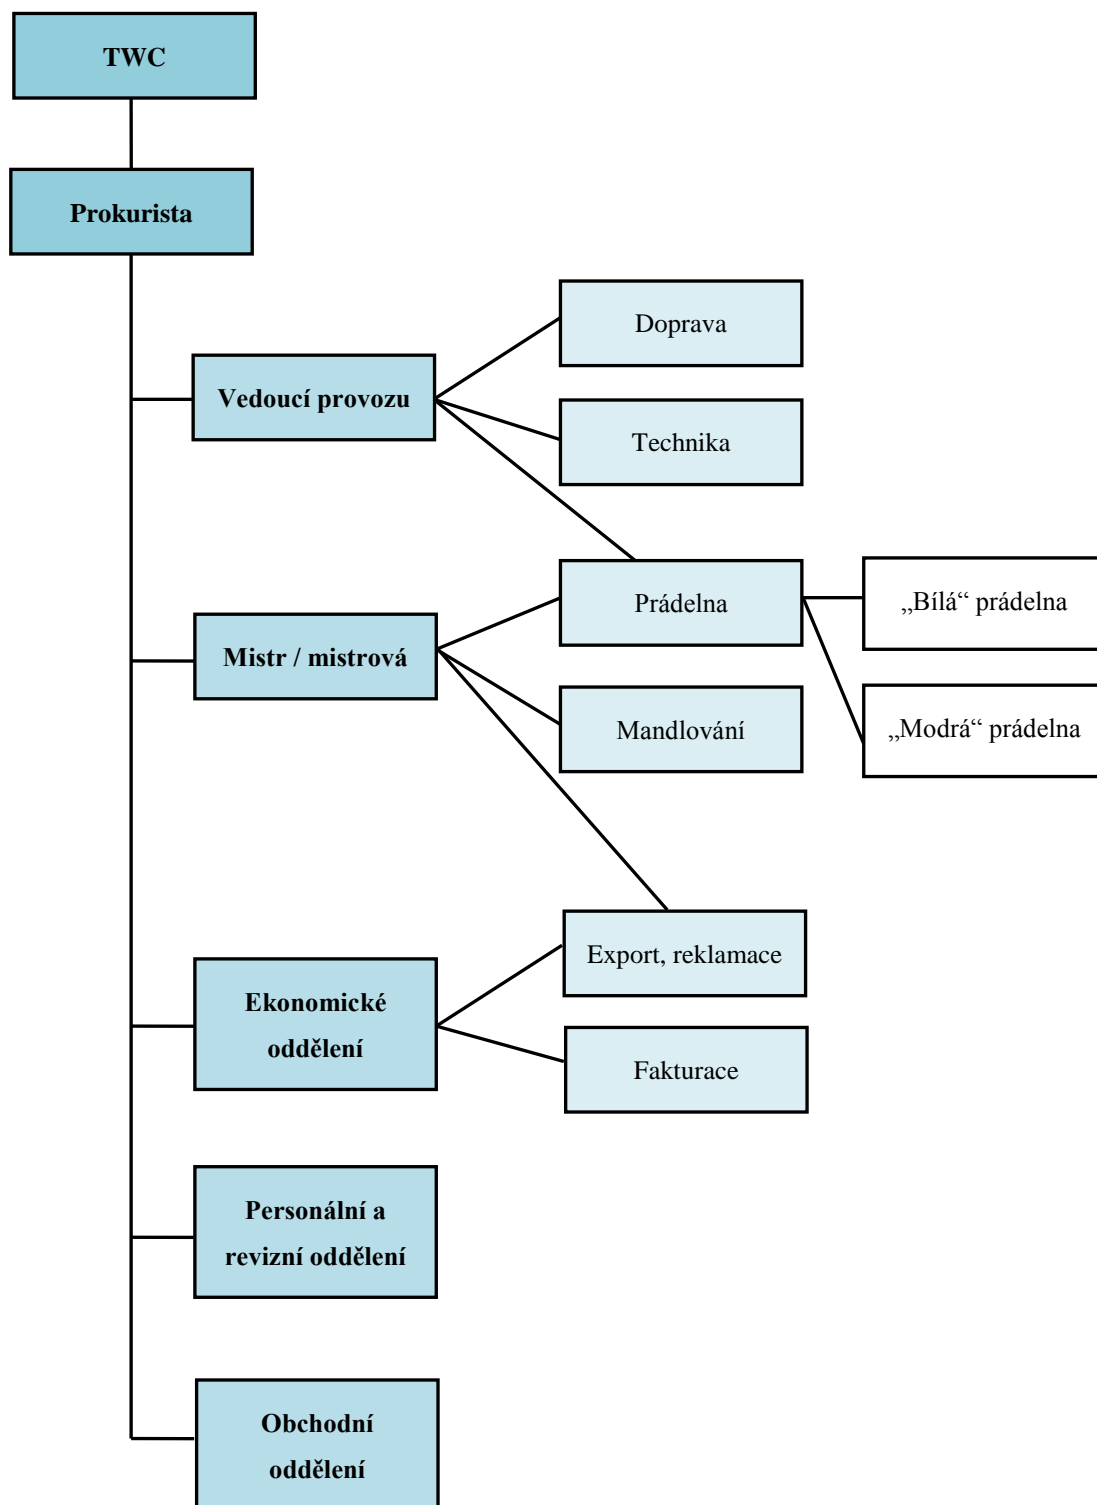 TWC
Prokurista
Doprava
Vedoucí provozu
Technika
Prádelna
„Bílá“ prádelna
Mistr / mistrová
Mandlování
„Modrá“ prádelna
Export, reklamace
Ekonomické
oddělení
Fakturace
Personální a
revizní oddělení
Obchodní
oddělení